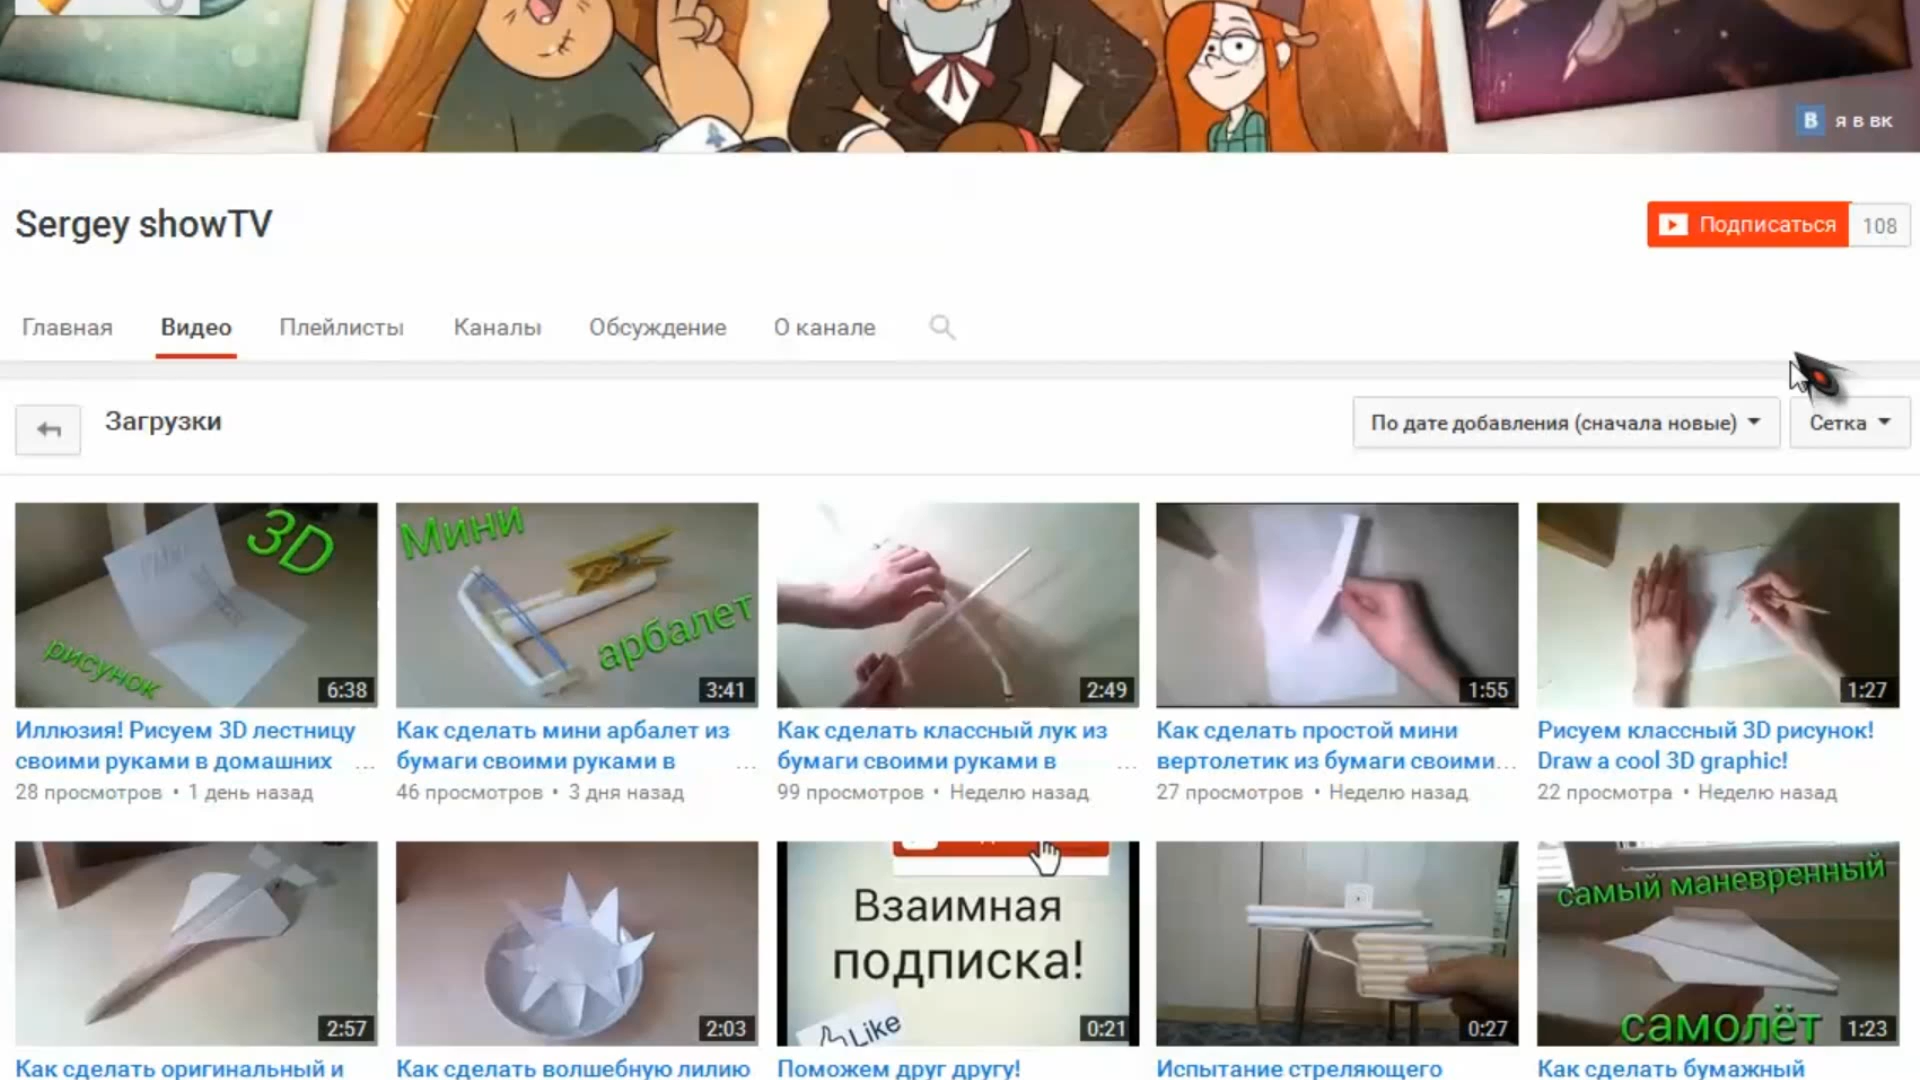 В я в вк
Sergey showTV
Подписаться 108
Главная Видео Плейлисты Каналы Обсуждение О канале
Загрузки
По дате добавления (сначала новые) Сетка
3D
рисунок
6:38
Мини
арбалет
3:41
2:49
1:55
1:27
Иллюзия! Рисуем 3D лестницу
своими руками в домашних ...
28 просмотров • 1 день назад
Как сделать мини арбалет из
бумаги своими руками в ...
46 просмотров • 3 дня назад
Как сделать классный лук из
бумаги своими руками в ...
99 просмотров • Неделю назад
Как сделать простой мини
вертолетик из бумаги своими...
27 просмотров • Неделю назад
Рисуем классный 3D рисунок!
Draw a cool 3D graphic!
22 просмотра • Неделю назад
2:57
2:03
Взаимная
подписка!
Like
0:21
0:27
самый маневренный
самолёт
1:23
Как сделать оригинальный и
Как сделать волшебную лилию
Поможем друг другу!
Испытание стреляющего
Как сделать бумажный